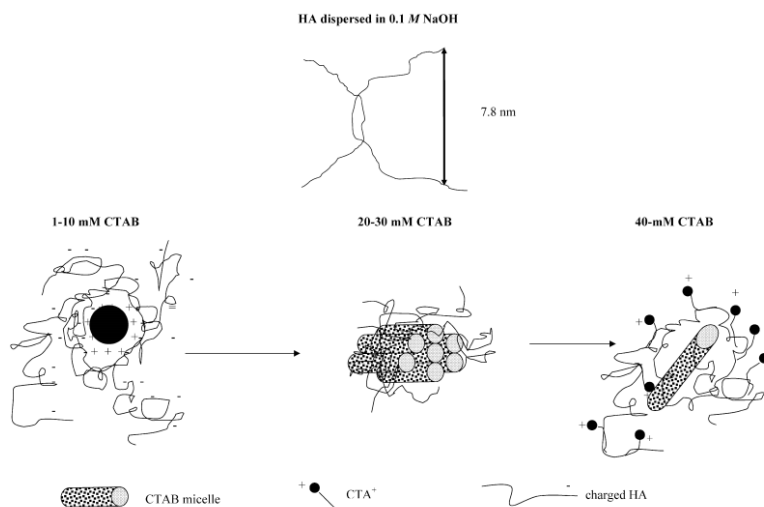 HA dispersed in 0.1 M NaOH
7.8 nm
1-10 mM CTAB
20-30 mM CTAB
40-mM CTAB
CTAB micelle
CTA⁺
charged HA